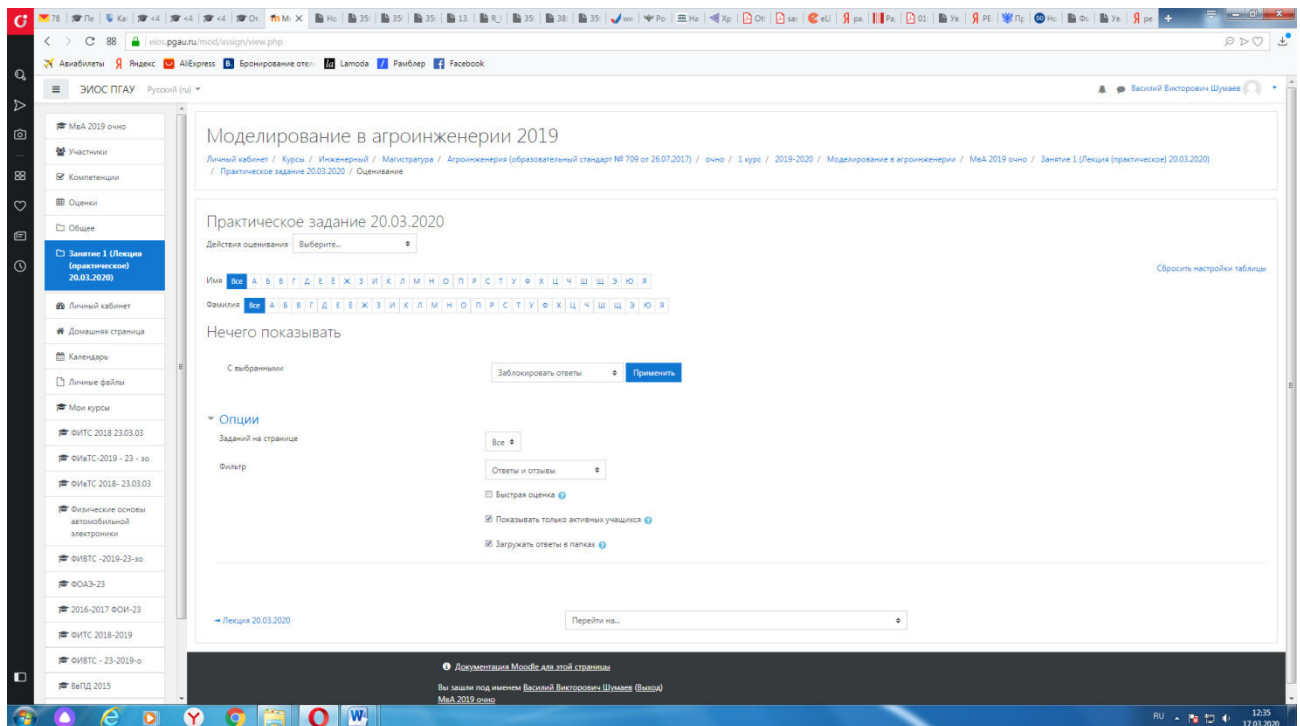 88 eios.pgau.ru/mod/assign/view.php
Авиабилеты Яндекс AliExpress Бронирование отел Lamoda Рамблер Facebook
ЭИОС ПГАУ Русский (ru)
Василий Викторович Шумаев
МвА 2019 очно
Участники
Компетенции
Оценки
Общее
Занятие 1 (Лекция
(практическое)
20.03.2020)
Личный кабинет
Домашняя страница
Календарь
Личные файлы
Мои курсы
ФИТС 2018 23.03.03
ФИвТС-2019 - 23 - зо
ФИвТС 2018- 23.03.03
Физические основы
автомобильной
электроники
ФИВТС -2019-23-зо
ФОАЭ-23
2016-2017 ФОИ-23
ФИТС 2018-2019
ФИВТС - 23-2019-о
ВеПД 2015
Моделирование в агроинженерии 2019
Личный кабинет / Курсы / Инженерный / Магистратура / Агроинженерия (образовательный стандарт № 709 от 26.07.2017) / очно / 1 курс / 2019-2020 / Моделирование в агроинженерии / МвА 2019 очно / Занятие 1 (Лекция (практическое) 20.03.2020)
/ Практическое задание 20.03.2020 / Оценивание
Практическое задание 20.03.2020
Действия оценивания Выберите...
Сбросить настройки таблицы
Имя Все А Б В Г Д Е Ё Ж З И К Л М Н О П Р С Т У Ф Х Ц Ч Ш Щ Э Ю Я
Фамилия Все А Б В Г Д Е Ё Ж З И К Л М Н О П Р С Т У Ф Х Ц Ч Ш Щ Э Ю Я
Нечего показывать
С выбранными Заблокировать ответы Применить
Опции
Заданий на странице Все
Фильтр Ответы и отзывы
Быстрая оценка
Показывать только активных учащихся
Загружать ответы в папках
Лекция 20.03.2020 Перейти на...
Документация Moodle для этой страницы
Вы зашли под именем Василий Викторович Шумаев (Выход)
МвА 2019 очно
RU 12:35
17.03.2020